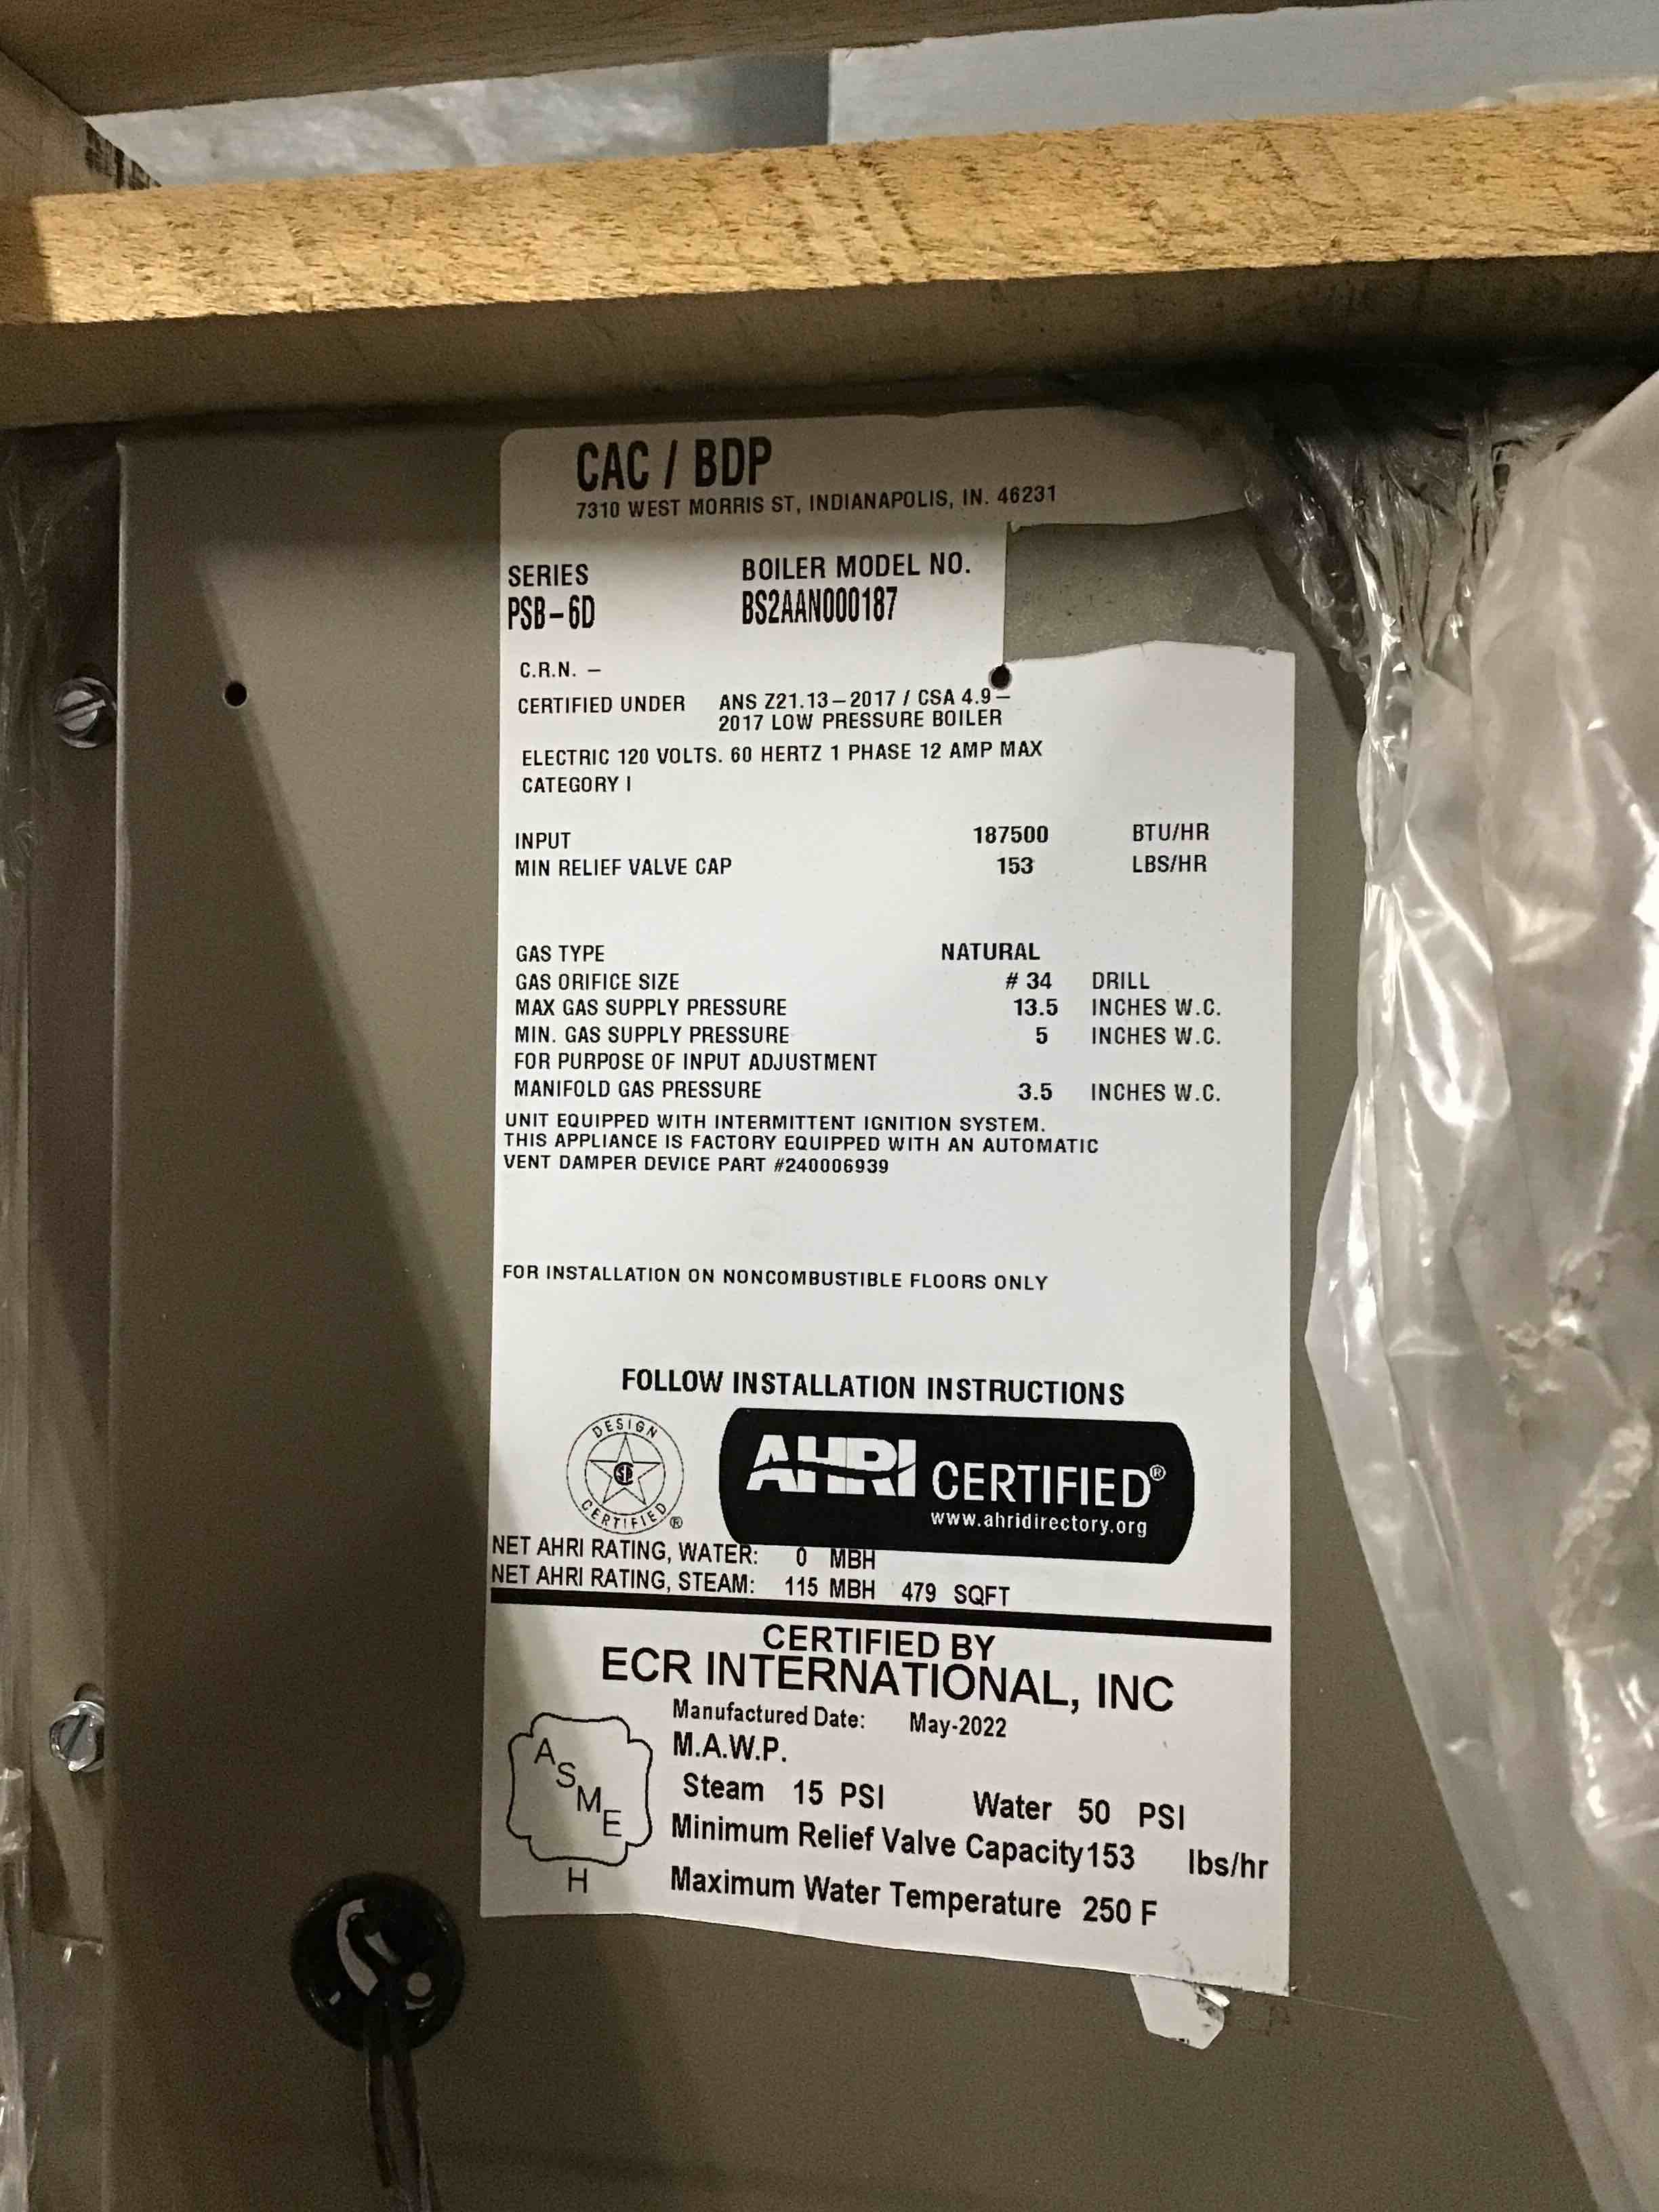 CAC / BDP
7310 WEST MORRIS ST, INDIANAPOLIS, IN. 46231
SERIES BOILER MODEL NO.
PSB-6D BS2AAN000187
C.R.N. –
CERTIFIED UNDER ANS Z21.13-2017 / CSA 4.9-
2017 LOW PRESSURE BOILER
ELECTRIC 120 VOLTS. 60 HERTZ 1 PHASE 12 AMP MAX
CATEGORY I
INPUT 187500 BTU/HR
MIN RELIEF VALVE CAP 153 LBS/HR
GAS TYPE NATURAL
GAS ORIFICE SIZE # 34 DRILL
MAX GAS SUPPLY PRESSURE 13.5 INCHES W.C.
MIN. GAS SUPPLY PRESSURE 5 INCHES W.C.
FOR PURPOSE OF INPUT ADJUSTMENT
MANIFOLD GAS PRESSURE 3.5 INCHES W.C.
UNIT EQUIPPED WITH INTERMITTENT IGNITION SYSTEM.
THIS APPLIANCE IS FACTORY EQUIPPED WITH AN AUTOMATIC
VENT DAMPER DEVICE PART #240006939
FOR INSTALLATION ON NONCOMBUSTIBLE FLOORS ONLY
FOLLOW INSTALLATION INSTRUCTIONS
DESIGN
CERTIFIED ®
AHRI CERTIFIED®
www.ahridirectory.org
NET AHRI RATING, WATER: 0 MBH
NET AHRI RATING, STEAM: 115 MBH 479 SQFT
CERTIFIED BY
ECR INTERNATIONAL, INC
Manufactured Date: May-2022
M.A.W.P.
Steam 15 PSI Water 50 PSI
Minimum Relief Valve Capacity153 lbs/hr
Maximum Water Temperature 250 F
ASME
H